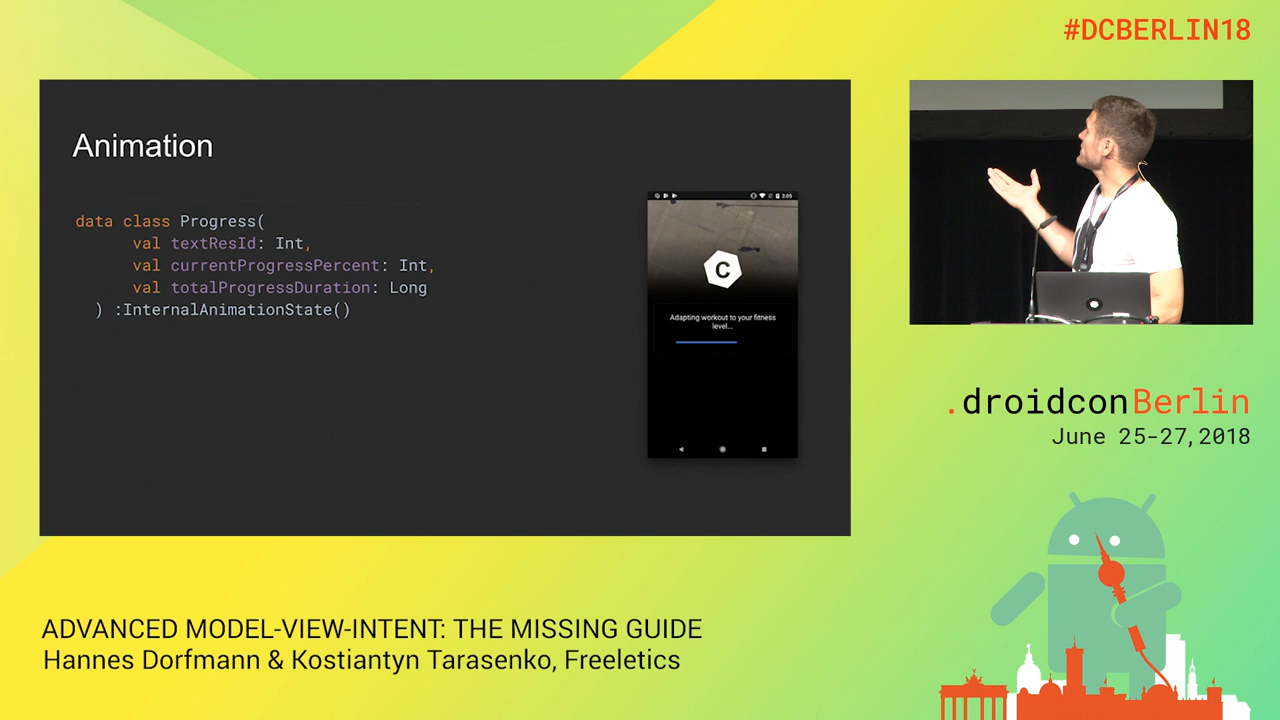 #DCBERLIN18
Animation
data class Progress(
val textResId: Int,
val currentProgressPercent: Int,
val totalProgressDuration: Long
) :InternalAnimationState()
3:05
C
Adapting workout to your fitness
level...
.droidconBerlin
June 25-27,2018
ADVANCED MODEL-VIEW-INTENT: THE MISSING GUIDE
Hannes Dorfmann & Kostiantyn Tarasenko, Freeletics